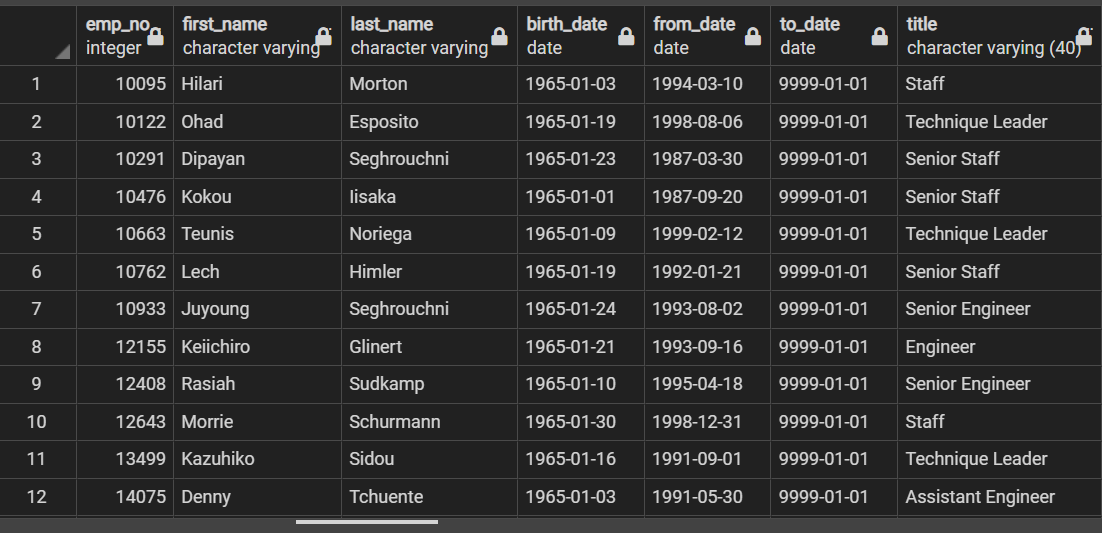 emp_no first_name last_name birth_date from_date to_date title
integer character varying character varying date date date character varying (40)
1 10095 Hilari Morton 1965-01-03 1994-03-10 9999-01-01 Staff
2 10122 Ohad Esposito 1965-01-19 1998-08-06 9999-01-01 Technique Leader
3 10291 Dipayan Seghrouchni 1965-01-23 1987-03-30 9999-01-01 Senior Staff
4 10476 Kokou Iisaka 1965-01-01 1987-09-20 9999-01-01 Senior Staff
5 10663 Teunis Noriega 1965-01-09 1999-02-12 9999-01-01 Technique Leader
6 10762 Lech Himler 1965-01-19 1992-01-21 9999-01-01 Senior Staff
7 10933 Juyoung Seghrouchni 1965-01-24 1993-08-02 9999-01-01 Senior Engineer
8 12155 Keiichiro Glinert 1965-01-21 1993-09-16 9999-01-01 Engineer
9 12408 Rasiah Sudkamp 1965-01-10 1995-04-18 9999-01-01 Senior Engineer
10 12643 Morrie Schurmann 1965-01-30 1998-12-31 9999-01-01 Staff
11 13499 Kazuhiko Sidou 1965-01-16 1991-09-01 9999-01-01 Technique Leader
12 14075 Denny Tchuente 1965-01-03 1991-05-30 9999-01-01 Assistant Engineer